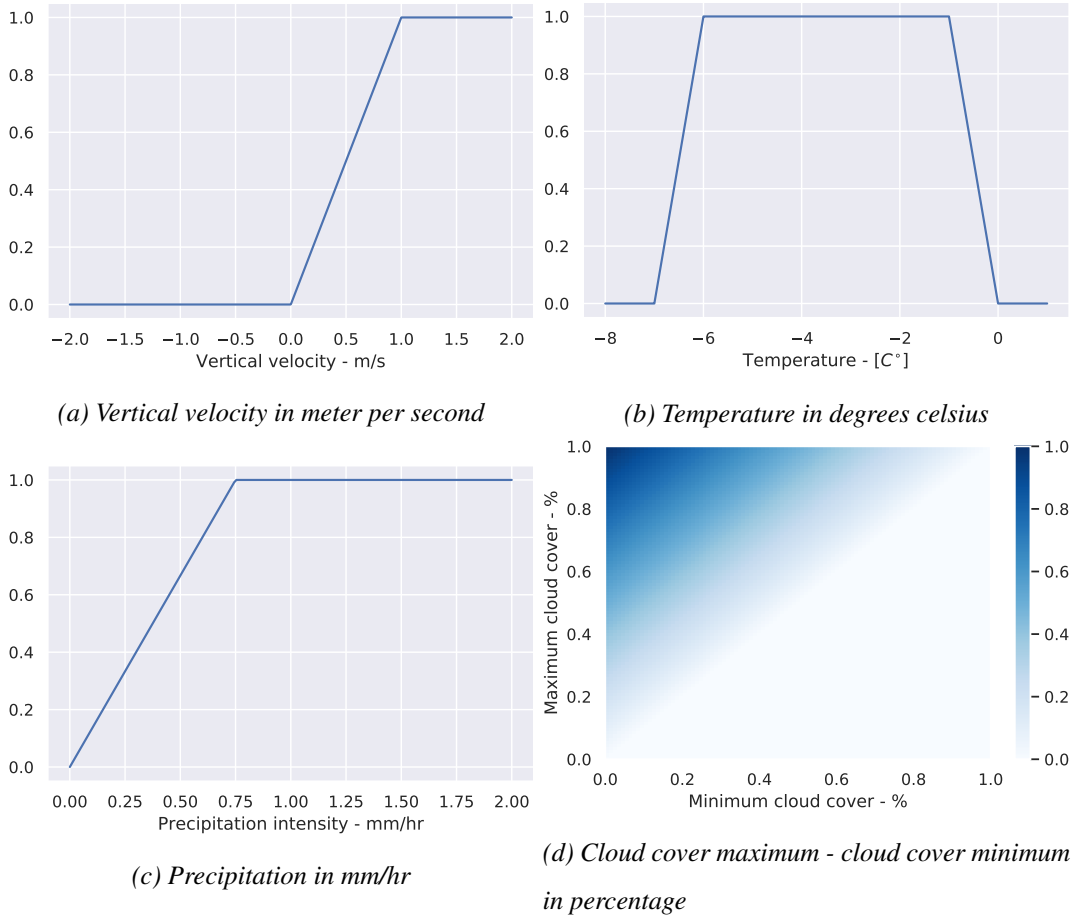 1.0
0.8
0.6
0.4
0.2
0.0
−2.0 −1.5 −1.0 −0.5 0.0 0.5 1.0 1.5 2.0
Vertical velocity - m/s
(a) Vertical velocity in meter per second
1.0
0.8
0.6
0.4
0.2
0.0
−8 −6 −4 −2 0
Temperature - [C°]
(b) Temperature in degrees celsius
1.0
0.8
0.6
0.4
0.2
0.0
0.00 0.25 0.50 0.75 1.00 1.25 1.50 1.75 2.00
Precipitation intensity - mm/hr
(c) Precipitation in mm/hr
Maximum cloud cover - %
1.0
0.8
0.6
0.4
0.2
0.0
0.0 0.2 0.4 0.6 0.8 1.0
Minimum cloud cover - %
1.0
0.8
0.6
0.4
0.2
0.0
(d) Cloud cover maximum - cloud cover minimum
in percentage